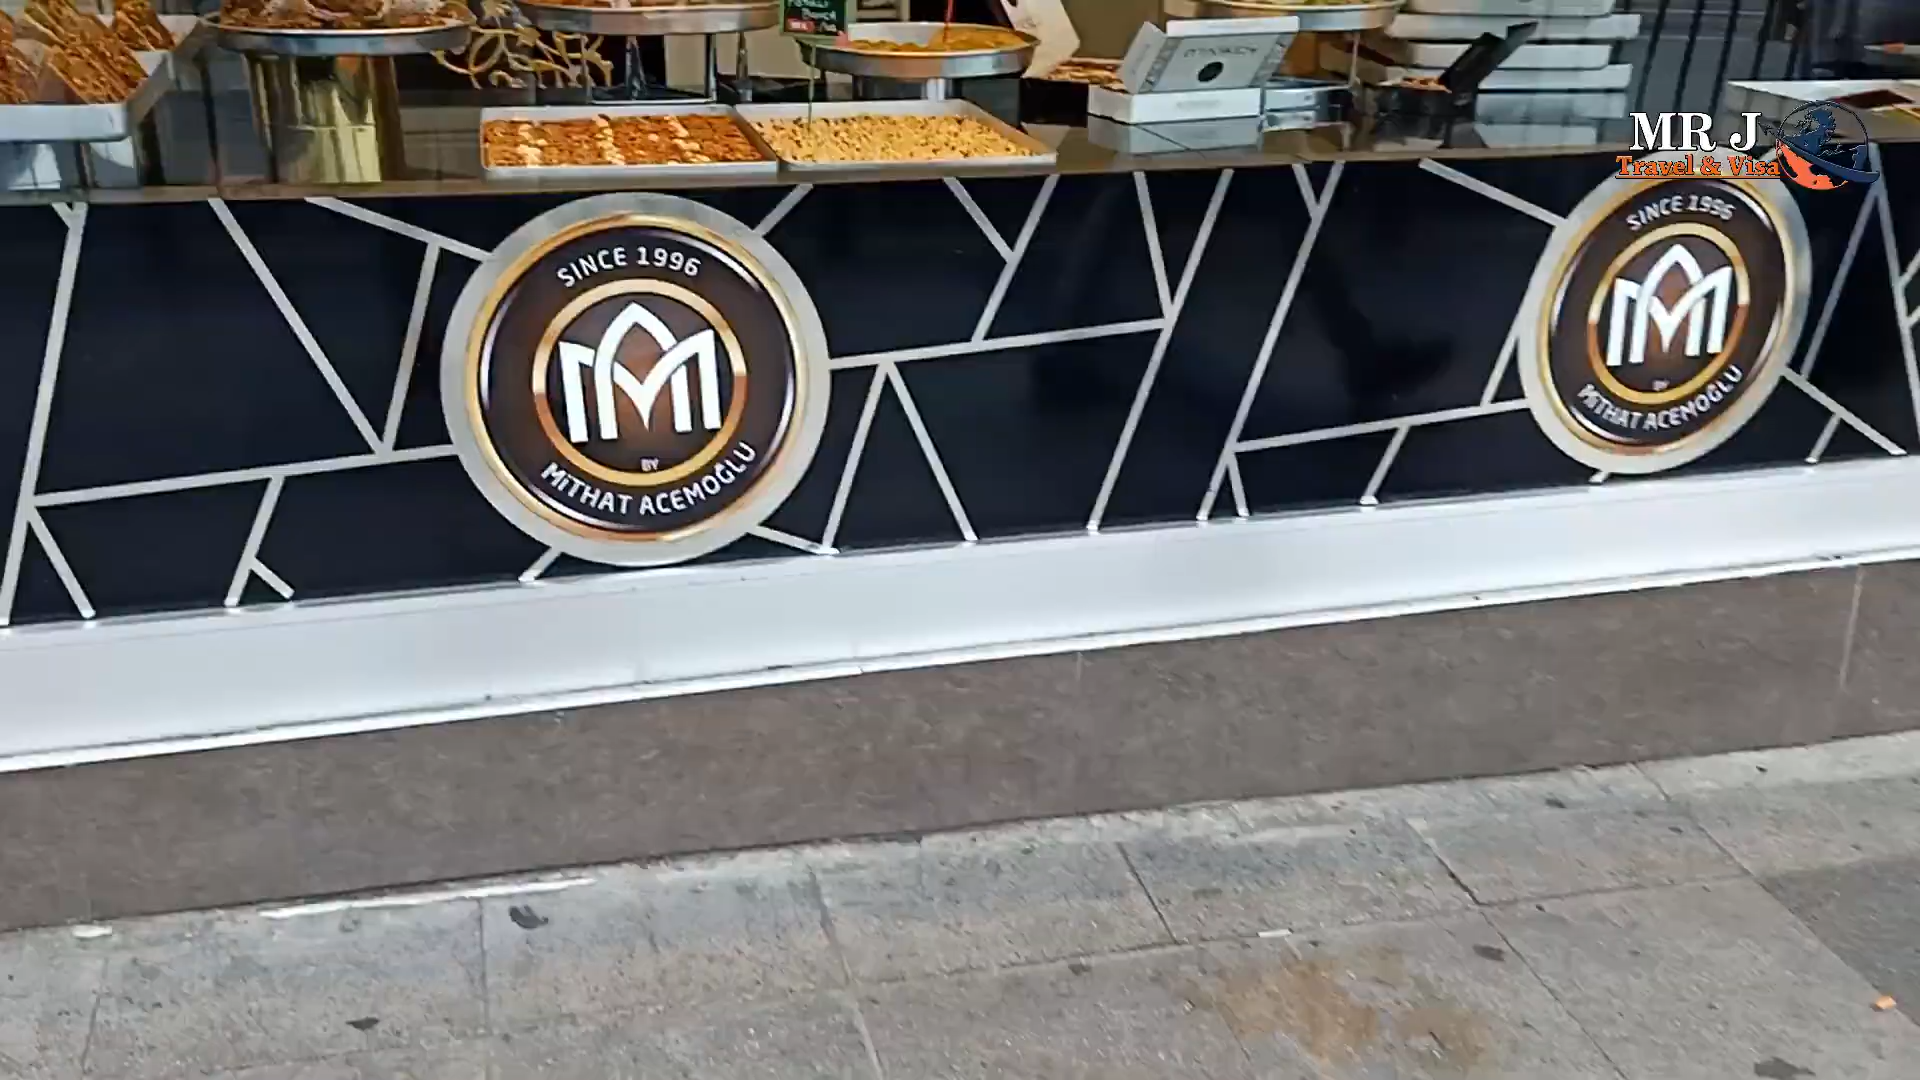 MR J
Travel & Visa
SINCE 1996
BY
MİTHAT ACEMOĞLU
SINCE 1996
BY
MİTHAT ACEMOĞLU